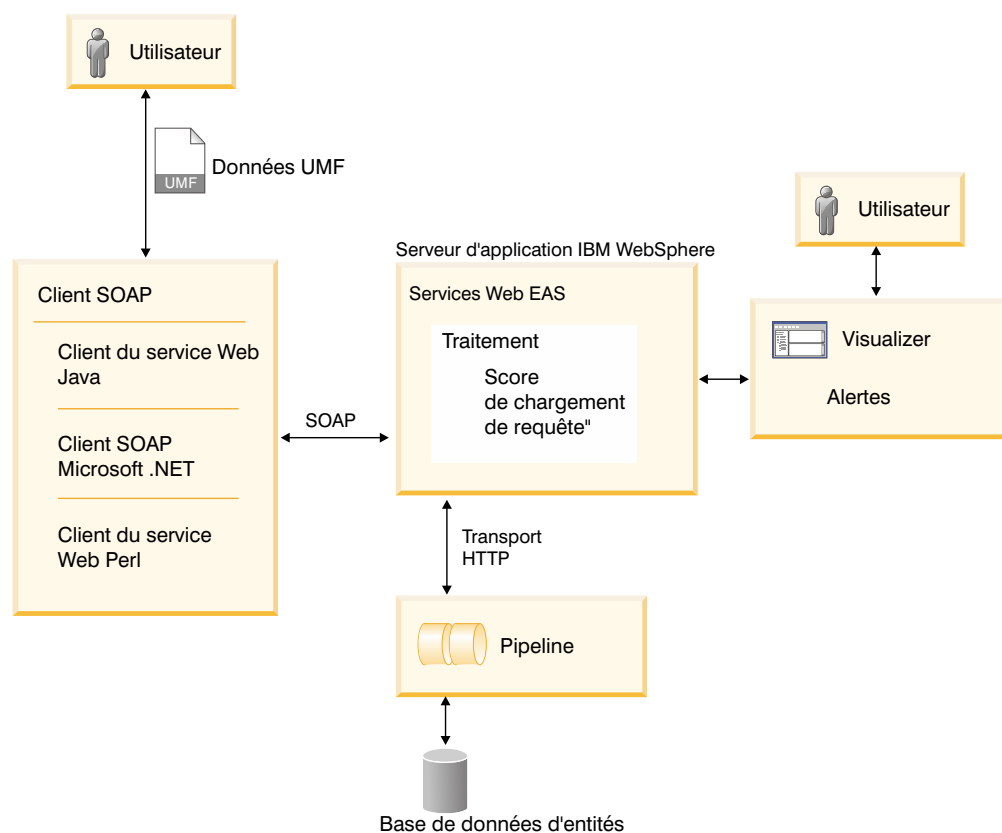 Utilisateur
UMF
Données UMF
Utilisateur
Serveur d'application IBM WebSphere
Client SOAP
Client du service Web
Java
Client SOAP
Microsoft .NET
Client du service
Web Perl
SOAP
Services Web EAS
Traitement
Score
de chargement
de requête"
Visualizer
Alertes
Transport
HTTP
Pipeline
Base de données d'entités